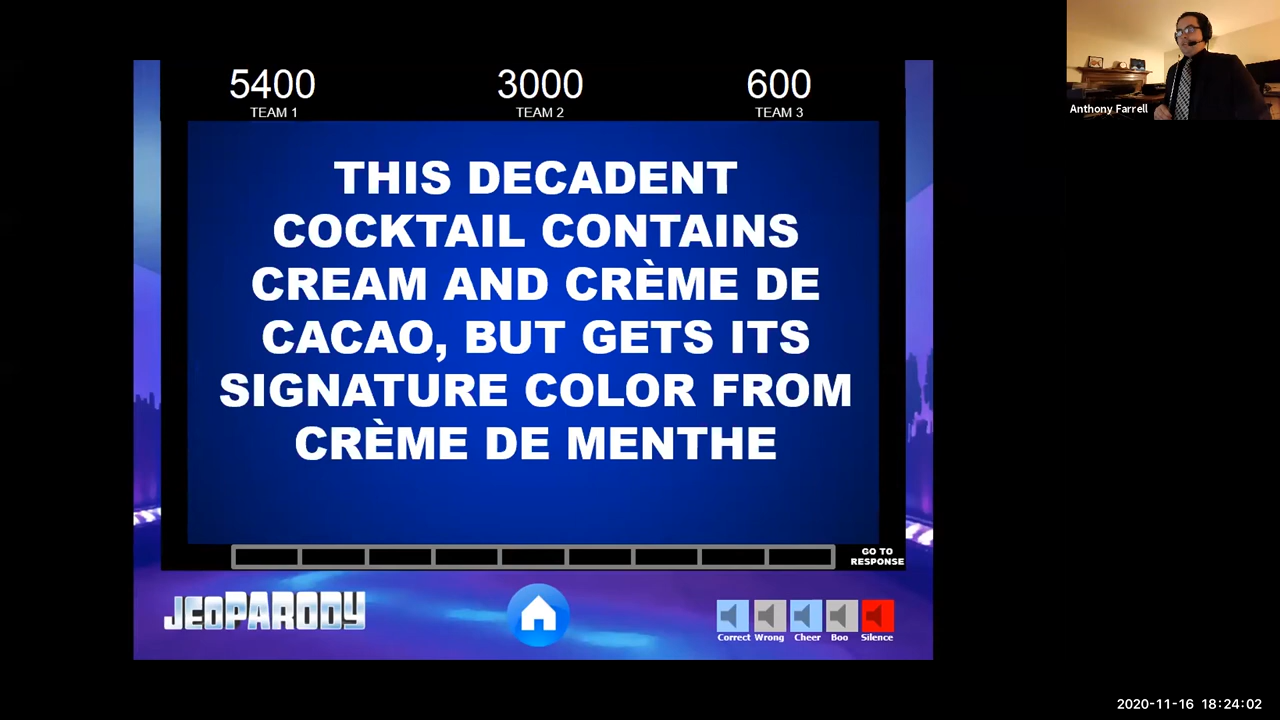 5400 3000 600
TEAM 1 TEAM 2 TEAM 3
Anthony Farrell
THIS DECADENT
COCKTAIL CONTAINS
CREAM AND CRÈME DE
CACAO, BUT GETS ITS
SIGNATURE COLOR FROM
CRÈME DE MENTHE
GO TO
RESPONSE
JEOPARODY
Correct Wrong Cheer Boo Silence
2020-11-16 18:24:02